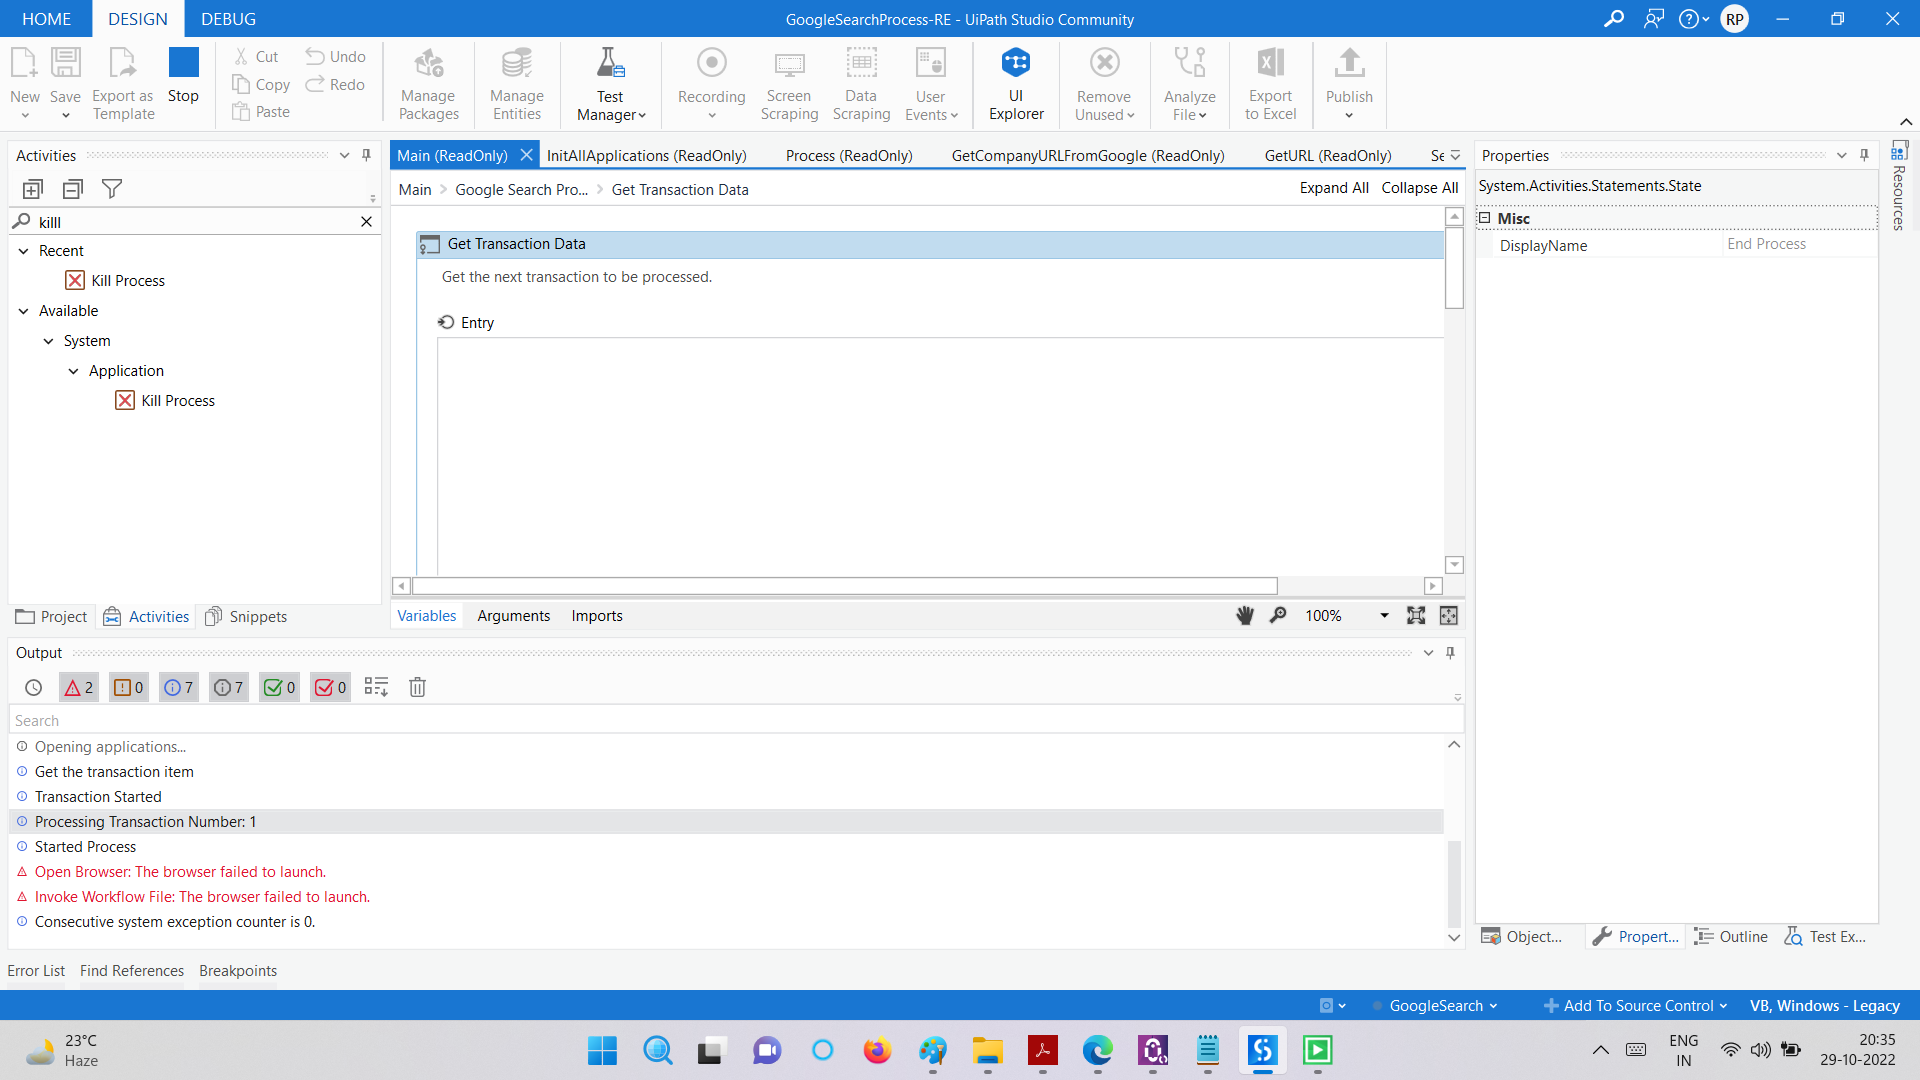 HOME DESIGN DEBUG
GoogleSearchProcess-RE - UiPath Studio Community
RP
New
Save
Export as
Template
Stop
Cut
Copy
Paste
Undo
Redo
Manage
Packages
Manage
Entities
Test
Manager
Recording
Screen
Scraping
Data
Scraping
User
Events
UI
Explorer
Remove
Unused
Analyze
File
Export
to Excel
Publish
Activities
killl
Recent
Kill Process
Available
System
Application
Kill Process
Project Activities Snippets
Main (ReadOnly) InitAllApplications (ReadOnly) Process (ReadOnly) GetCompanyURLFromGoogle (ReadOnly) GetURL (ReadOnly) Se
Main > Google Search Pro... > Get Transaction Data
Expand All Collapse All
Get Transaction Data
Get the next transaction to be processed.
Entry
Variables Arguments Imports
100%
Properties
System.Activities.Statements.State
Misc
DisplayName End Process
Resources
Object... Propert... Outline Test Ex...
Output
2 0 7 7 0 0
Search
Opening applications...
Get the transaction item
Transaction Started
Processing Transaction Number: 1
Started Process
Open Browser: The browser failed to launch.
Invoke Workflow File: The browser failed to launch.
Consecutive system exception counter is 0.
Error List Find References Breakpoints
GoogleSearch Add To Source Control VB, Windows - Legacy
23°C
Haze
ENG
IN
20:35
29-10-2022